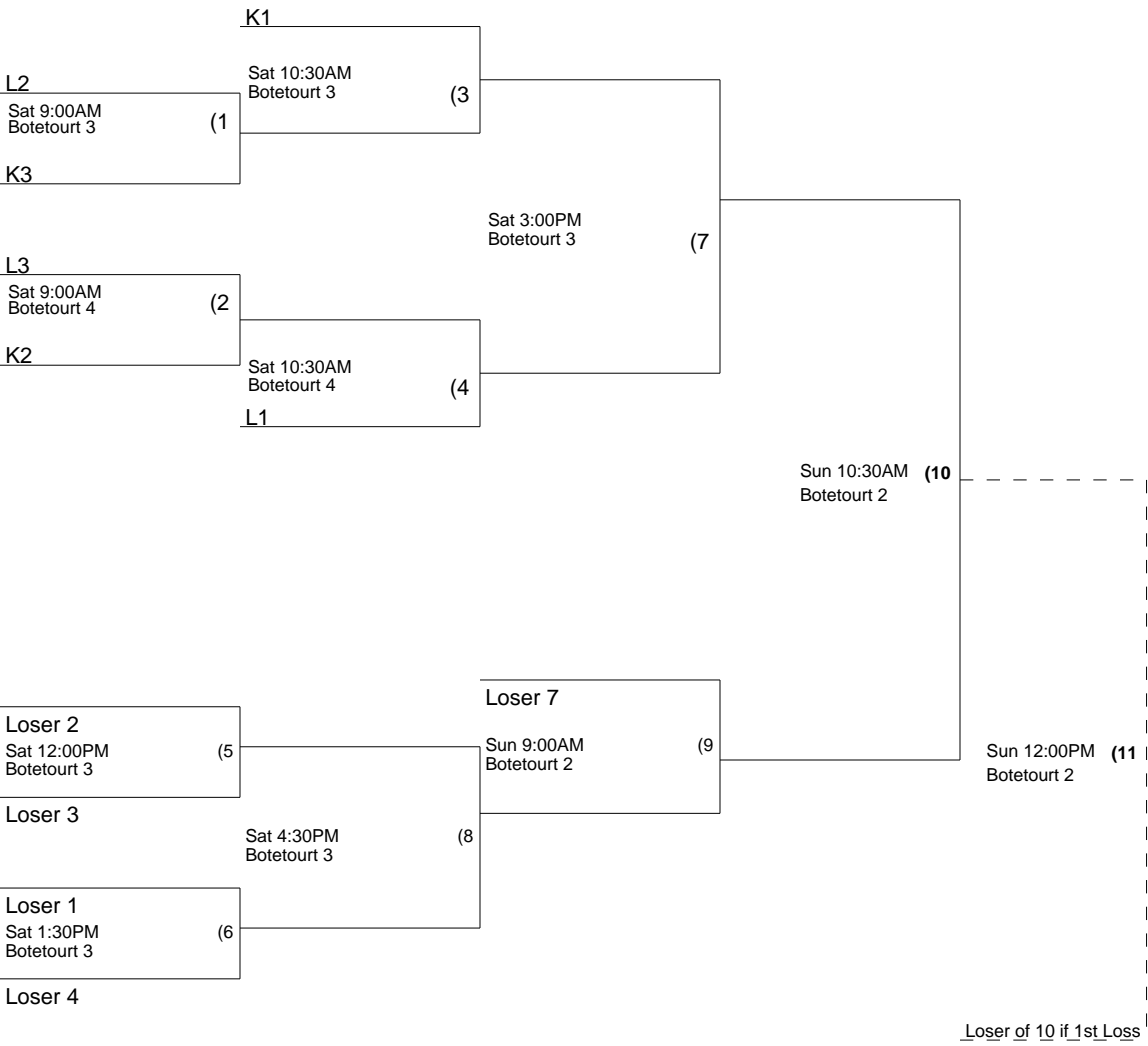 K1
Sat 10:30AM
Botetourt 3
(3
L2
Sat 9:00AM
Botetourt 3
(1
K3
Sat 3:00PM
Botetourt 3
(7
L3
Sat 9:00AM
Botetourt 4
(2
K2
Sat 10:30AM
Botetourt 4
(4
L1
Sun 10:30AM
Botetourt 2
(10
Loser 7
Sun 9:00AM
Botetourt 2
(9
Loser 2
Sat 12:00PM
Botetourt 3
(5
Loser 3
Sun 12:00PM
Botetourt 2
(11
Sat 4:30PM
Botetourt 3
(8
Loser 1
Sat 1:30PM
Botetourt 3
(6
Loser 4
Loser of 10 if 1st Loss